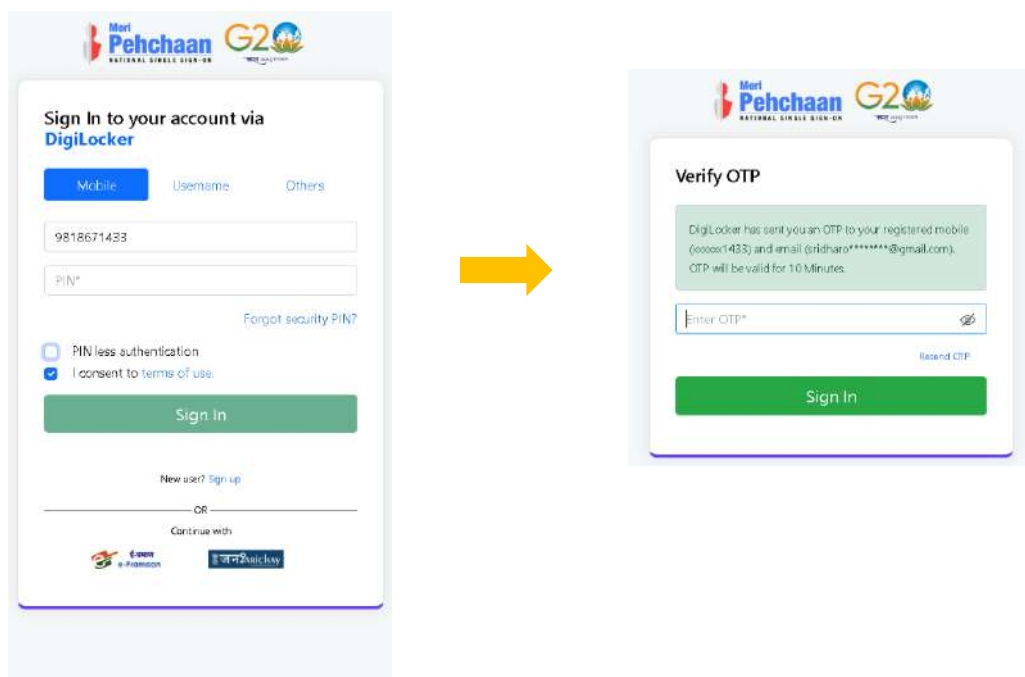 Meri
Pehchaan
NATIONAL SINGLE SIGN-ON
G20
Sign In to your account via
DigiLocker
Mobile Username Others
9818671433
PIN*
Forgot security PIN?
PIN less authentication
I consent to terms of use.
Sign In
New user? Sign up
OR
Continue with
ई-प्रमाण
e-Pramaan
जन Parichay
Meri
Pehchaan
NATIONAL SINGLE SIGN-ON
G20
Verify OTP
DigiLocker has sent you an OTP to your registered mobile
(xxxxxx1433) and email (sridharo********@gmail.com).
OTP will be valid for 10 Minutes.
Enter OTP*
Resend OTP
Sign In